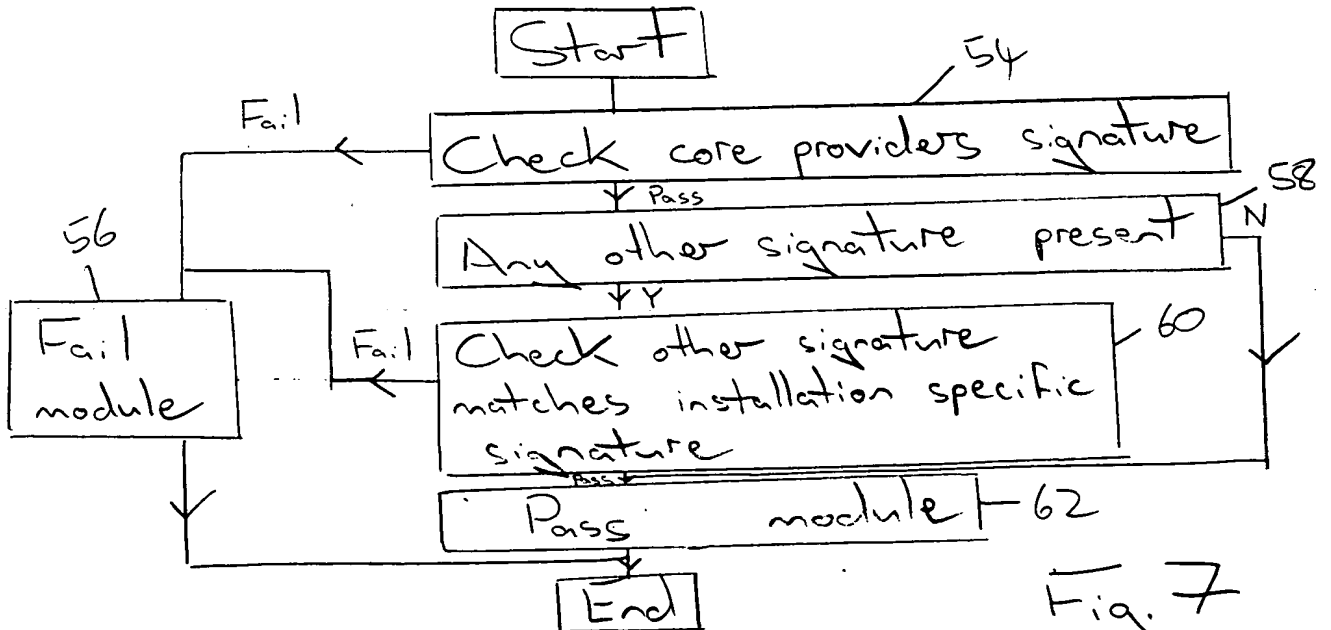 Start
54
Fail
Check core providers signature
Pass
58
56
Any other signature present
N
Y
Fail
module
Fail
Check other signature
matches installation specific
signature
60
Pass
Pass module
62
End
Fig. 7